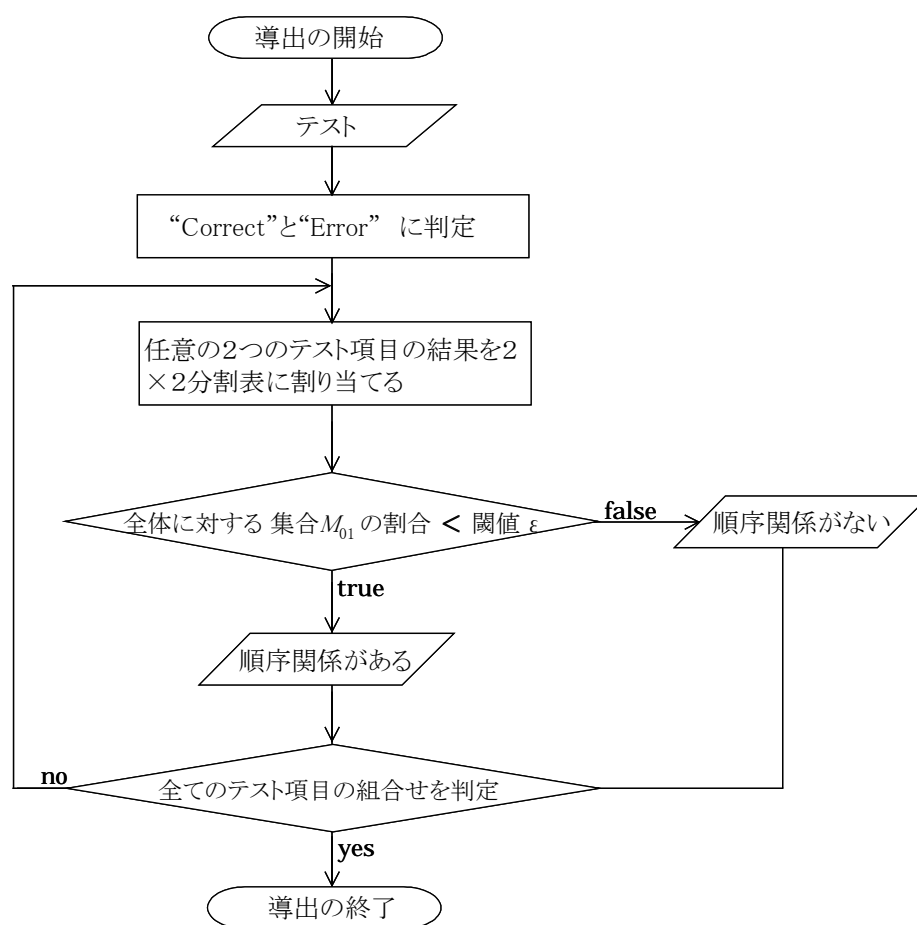 導出の開始
テスト
“Correct”と“Error” に判定
任意の2つのテスト項目の結果を2
×2分割表に割り当てる
全体に対する 集合M01 の割合 < 閾値 ε
false
順序関係がない
true
順序関係がある
no
全てのテスト項目の組合せを判定
yes
導出の終了